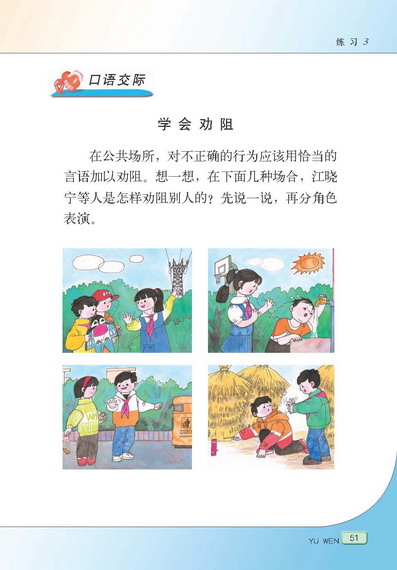 练习 3
口语交际
学会劝阻
在公共场所，对不正确的行为应该用恰当的
言语加以劝阻。想一想，在下面几种场合，江晓
宁等人是怎样劝阻别人的？先说一说，再分角色
表演。
YU WEN 51